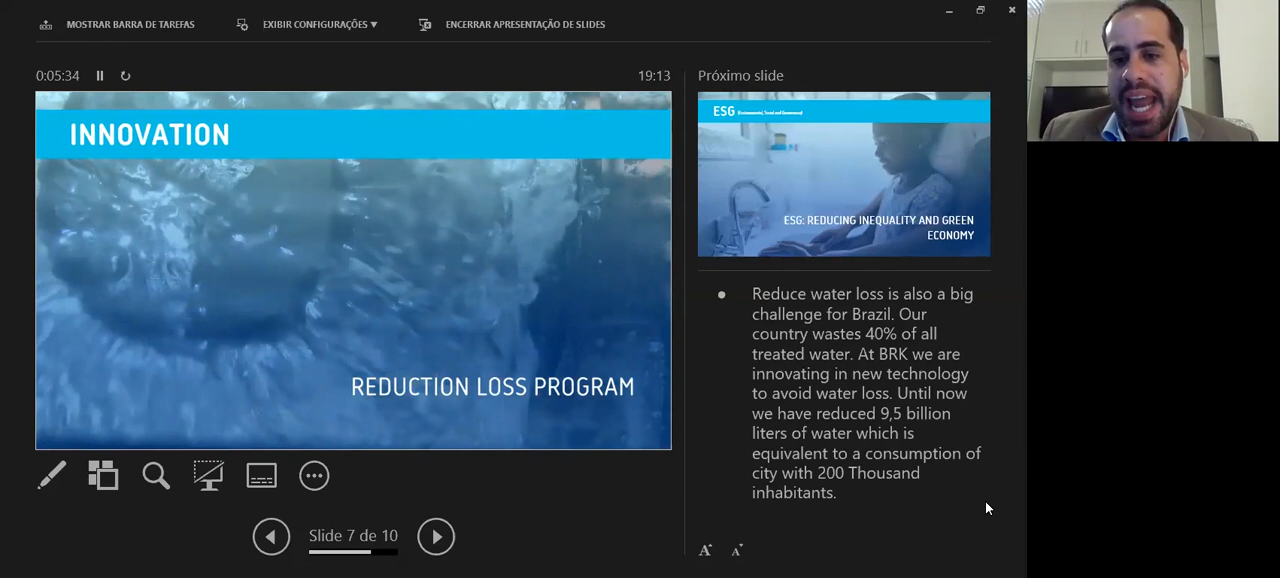 MOSTRAR BARRA DE TAREFAS
EXIBIR CONFIGURAÇÕES ▼
ENCERRAR APRESENTAÇÃO DE SLIDES
0:05:34
19:13
INNOVATION
REDUCTION LOSS PROGRAM
Slide 7 de 10
Próximo slide
ESG (Environmental, Social and Governance)
ESG: REDUCING INEQUALITY AND GREEN
ECONOMY
• Reduce water loss is also a big
challenge for Brazil. Our
country wastes 40% of all
treated water. At BRK we are
innovating in new technology
to avoid water loss. Until now
we have reduced 9,5 billion
liters of water which is
equivalent to a consumption of
city with 200 Thousand
inhabitants.
A A